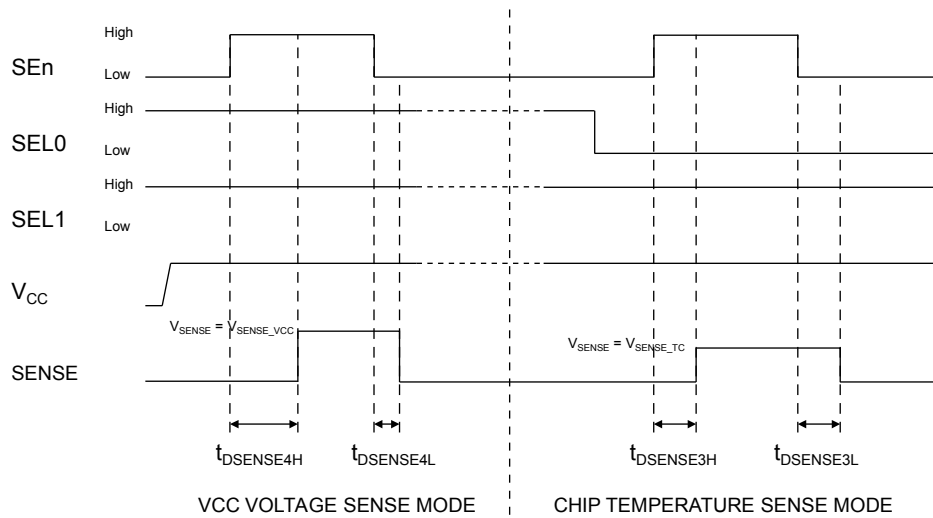 High
SEn
Low
High
SEL0
Low
High
SEL1
Low
VCC
VSENSE = VSENSE_VCC
VSENSE = VSENSE_TC
SENSE
tDSENSE4H
tDSENSE4L
tDSENSE3H
tDSENSE3L
VCC VOLTAGE SENSE MODE
CHIP TEMPERATURE SENSE MODE